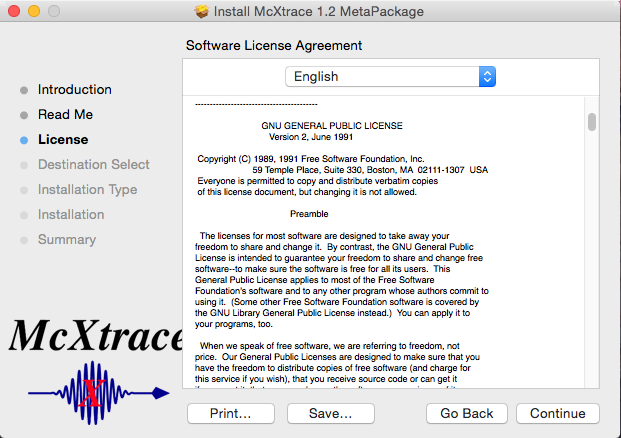 Install McXtrace 1.2 MetaPackage
Software License Agreement
English
Introduction
Read Me
License
Destination Select
Installation Type
Installation
Summary
-----------------------------------------
GNU GENERAL PUBLIC LICENSE
Version 2, June 1991
Copyright (C) 1989, 1991 Free Software Foundation, Inc.
59 Temple Place, Suite 330, Boston, MA  02111-1307  USA
Everyone is permitted to copy and distribute verbatim copies
of this license document, but changing it is not allowed.
Preamble
The licenses for most software are designed to take away your
freedom to share and change it.  By contrast, the GNU General Public
License is intended to guarantee your freedom to share and change free
software--to make sure the software is free for all its users.  This
General Public License applies to most of the Free Software
Foundation's software and to any other program whose authors commit to
using it.  (Some other Free Software Foundation software is covered by
the GNU Library General Public License instead.)  You can apply it to
your programs, too.
When we speak of free software, we are referring to freedom, not
price.  Our General Public Licenses are designed to make sure that you
have the freedom to distribute copies of free software (and charge for
this service if you wish), that you receive source code or can get it
McXtrace
X
Print...
Save...
Go Back
Continue